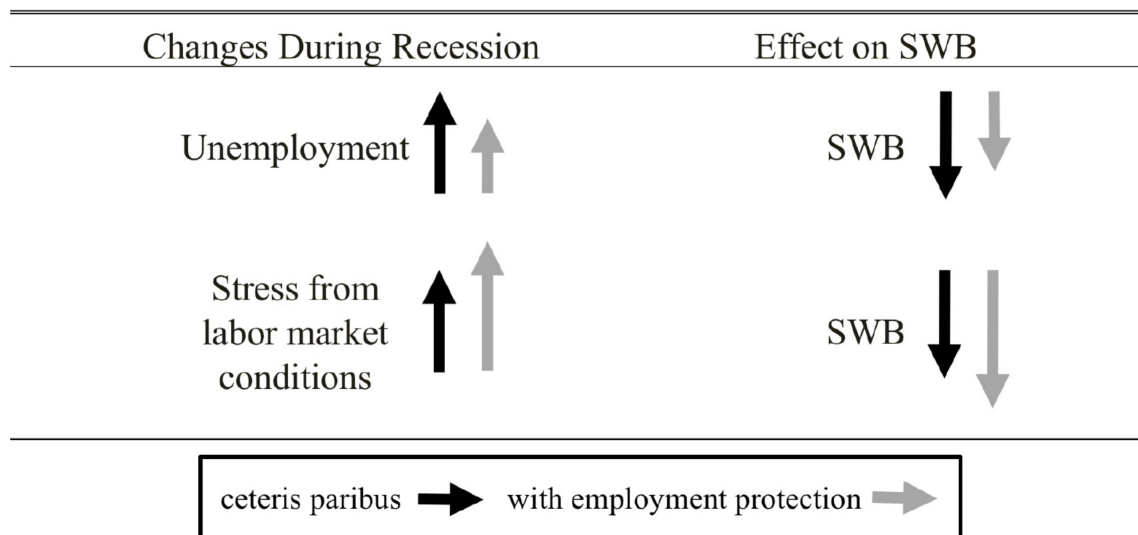 Changes During Recession Effect on SWB
Unemployment SWB
Stress from
labor market SWB
conditions
ceteris paribus with employment protection